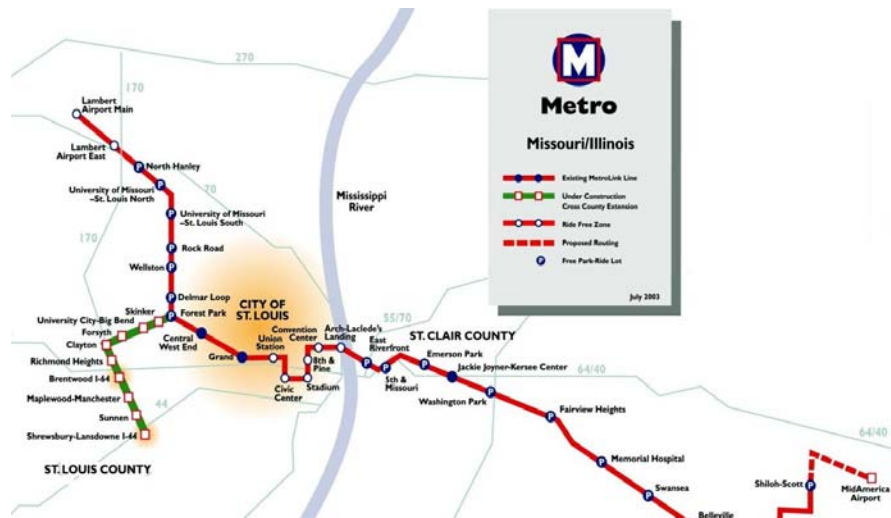 270
170
Lambert
Airport Main
Lambert
Airport East
North Hanley
University of Missouri
–St. Louis North
70
University of Missouri
–St. Louis South
170
Rock Road
Wellston
Delmar Loop
Forest Park
Skinker
University City-Big Bend
Forsyth
Clayton
Richmond Heights
Brentwood I-64
Maplewood-Manchester
Sunnen
44
Shrewsbury-Lansdowne I-44
ST. LOUIS COUNTY
CITY OF
ST. LOUIS
Central
West End
Grand
Union
Station
Civic
Center
Convention
Center
8th &
Pine
Stadium
Arch-Laclede's
Landing
Mississippi
River
55/70
ST. CLAIR COUNTY
East
Riverfront
5th &
Missouri
Emerson Park
Jackie Joyner-Kersee Center
Washington Park
64/40
Fairview Heights
Memorial Hospital
Swansea
Belleville
64/40
Shiloh-Scott
MidAmerica
Airport
M
Metro
Missouri/Illinois
Existing MetroLink Line
Under Construction
Cross County Extension
Ride Free Zone
Proposed Routing
P Free Park-Ride Lot
July 2003